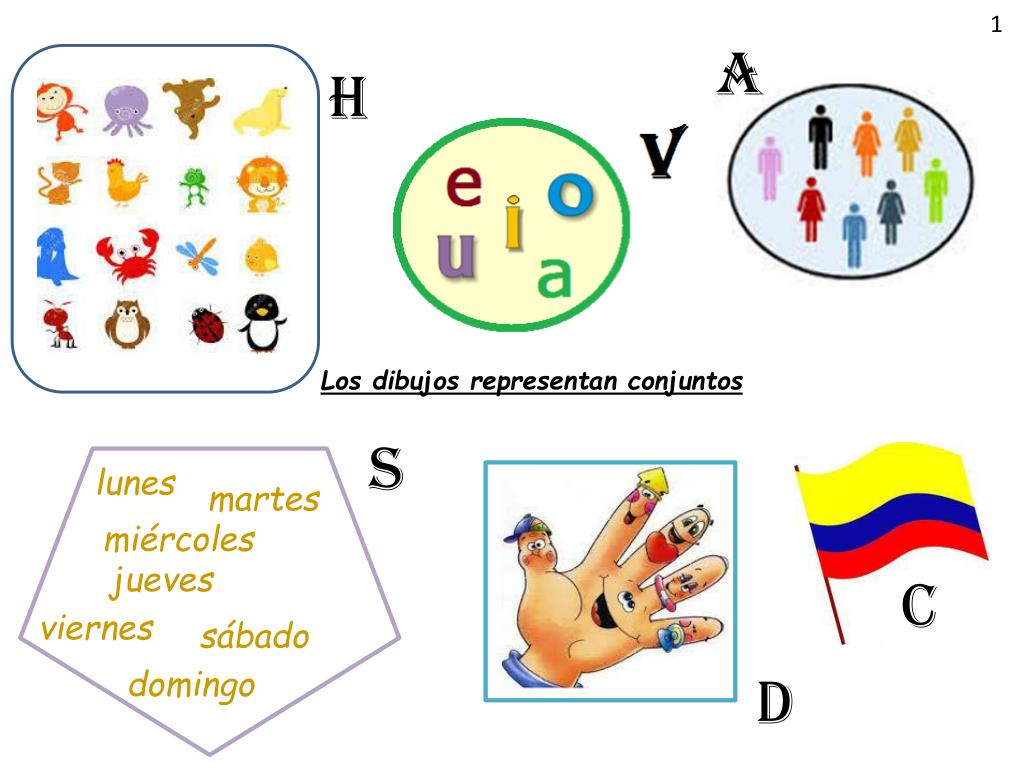 1
H
A
V
e
o
i
u
a
Los dibujos representan conjuntos
S
lunes
martes
miércoles
jueves
viernes sábado
domingo
C
D